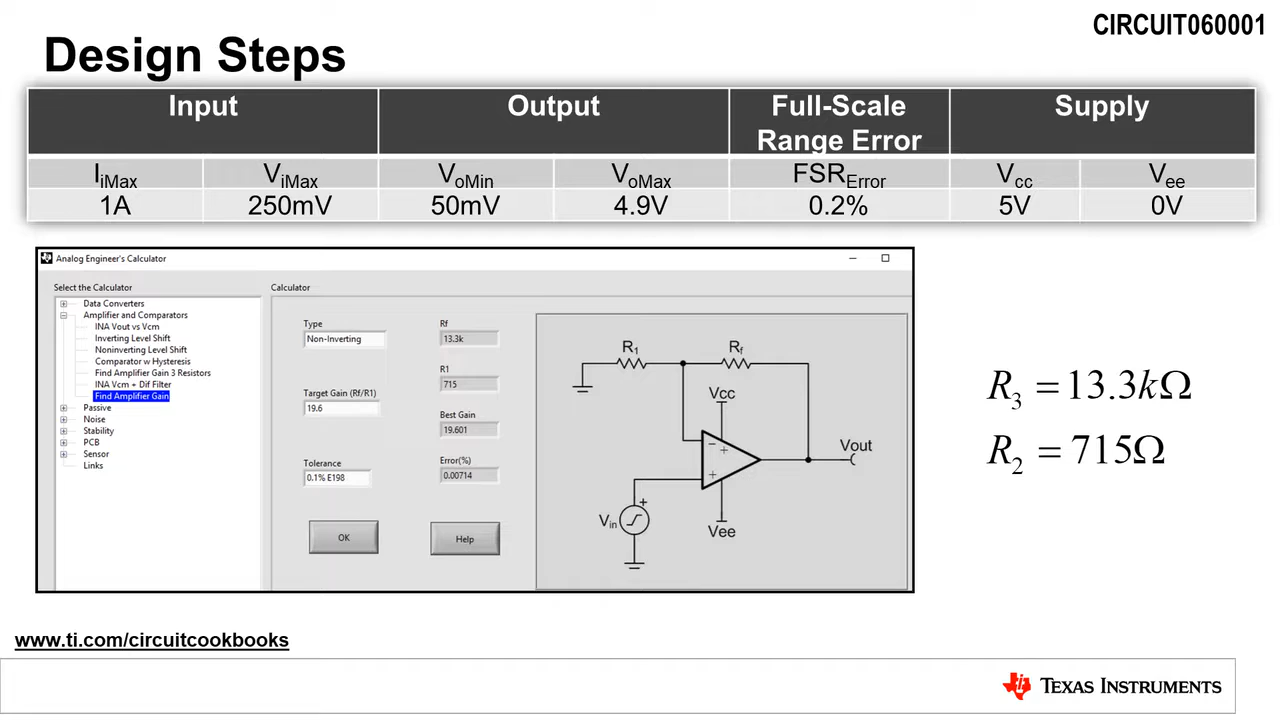 CIRCUIT060001
Design Steps
Input Output Full-Scale Range Error Supply
IiMax ViMax VoMin VoMax FSRError Vcc Vee
1A 250mV 50mV 4.9V 0.2% 5V 0V
Analog Engineer's Calculator
Select the Calculator
Data Converters
Amplifier and Comparators
INA Vout vs Vcm
Inverting Level Shift
Noninverting Level Shift
Comparator w Hysteresis
Find Amplifier Gain 3 Resistors
INA Vcm + Dif Filter
Find Amplifier Gain
Passive
Noise
Stability
PCB
Sensor
Links
Calculator
Type
Non-Inverting
Target Gain (Rf/R1)
19.6
Tolerance
0.1% E198
OK
Rf
13.3k
R1
715
Best Gain
19.601
Error(%)
0.00714
Help
R1
Rf
Vcc
Vout
Vin
Vee
R3 = 13.3kΩ
R2 = 715Ω
www.ti.com/circuitcookbooks
TEXAS INSTRUMENTS